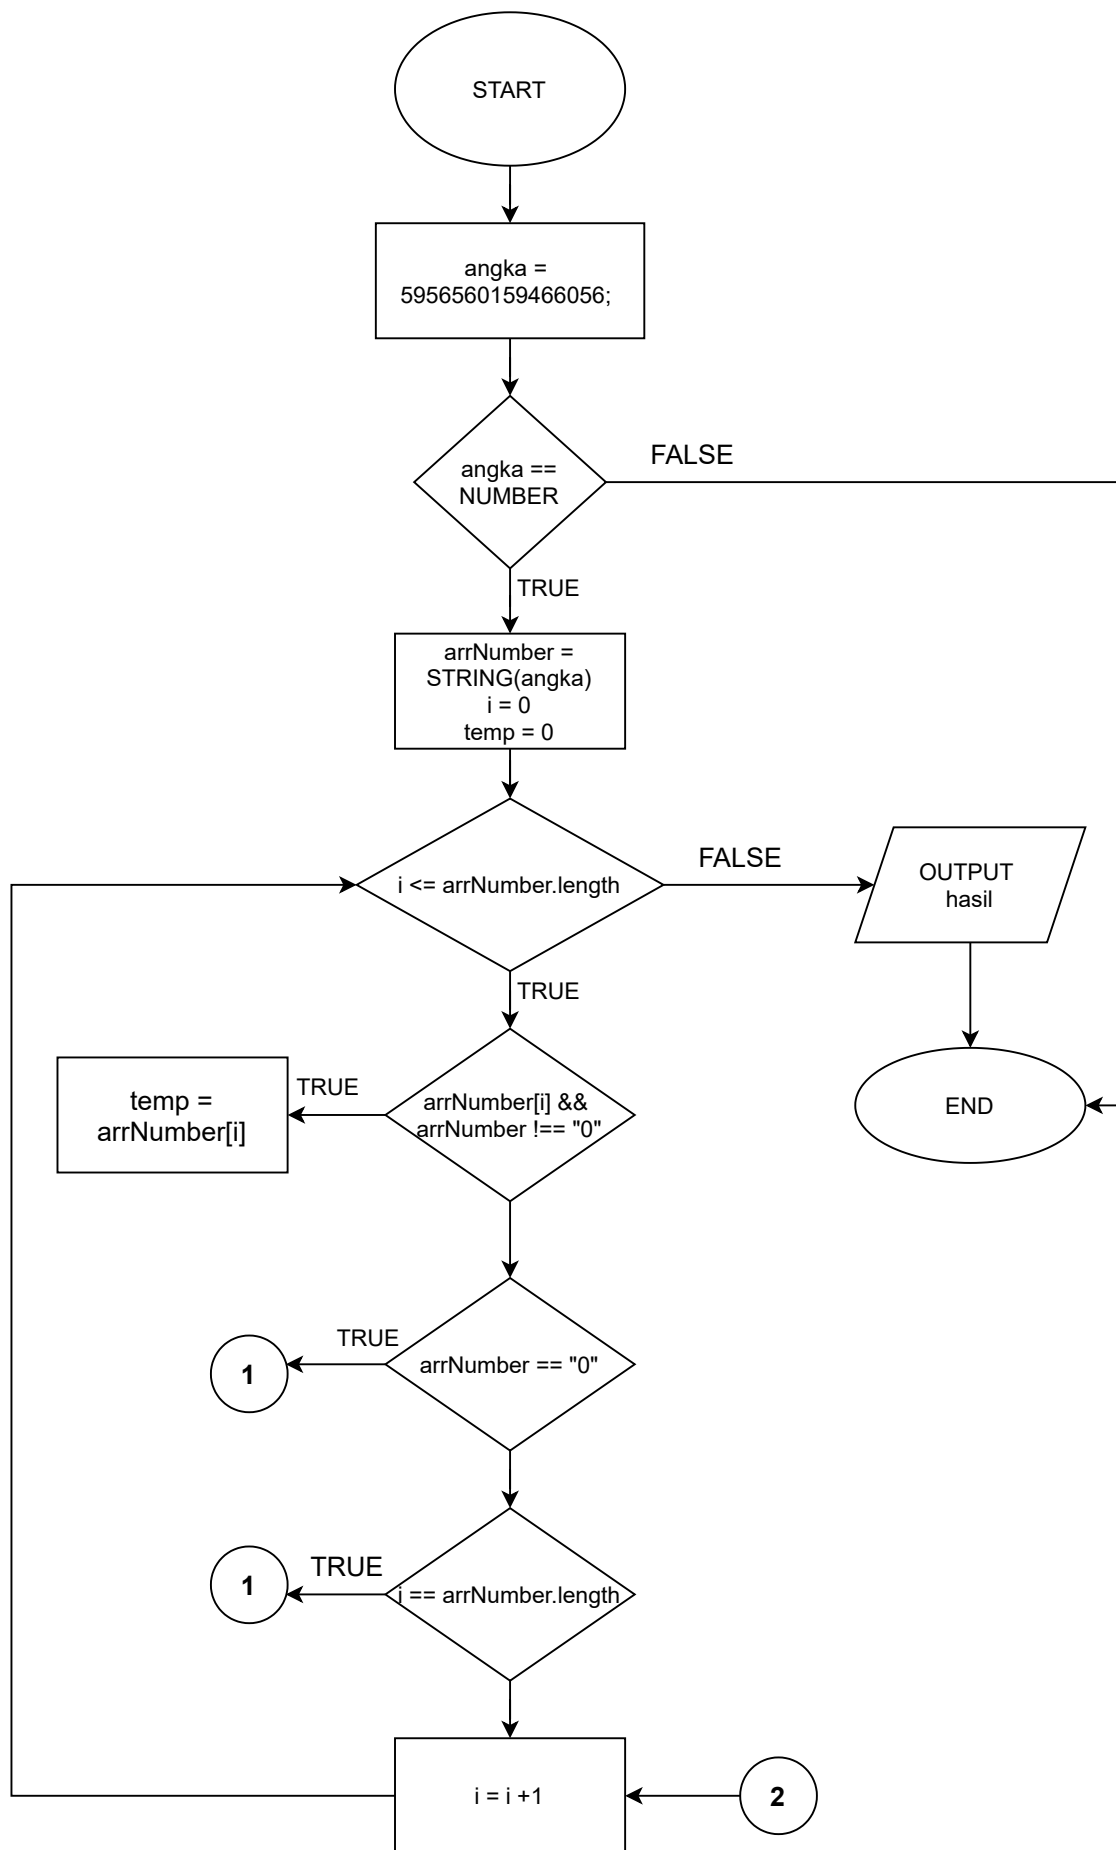 START
angka =
5956560159466056;
angka ==
NUMBER
FALSE
TRUE
arrNumber =
STRING(angka)
i = 0
temp = 0
i <= arrNumber.length
FALSE
OUTPUT
hasil
TRUE
arrNumber[i] &&
arrNumber !== "0"
TRUE
temp =
arrNumber[i]
END
arrNumber == "0"
TRUE
1
i == arrNumber.length
TRUE
1
i = i +1
2